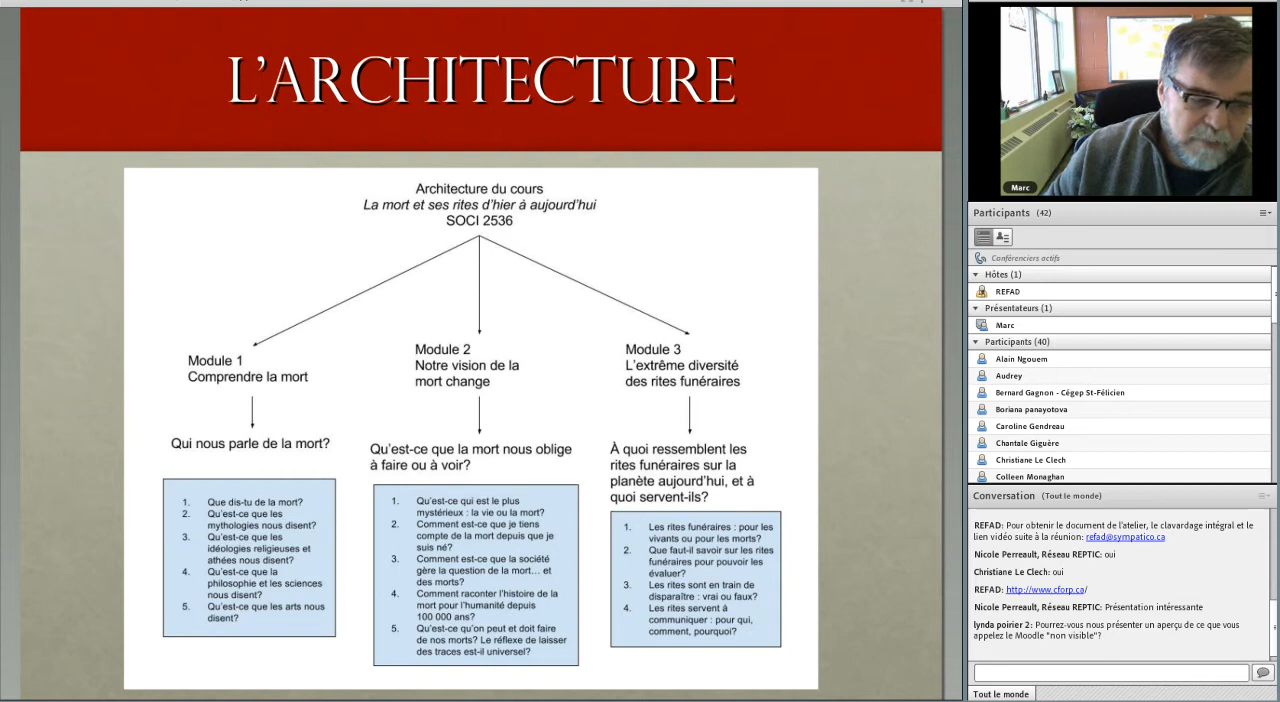 L'ARCHITECTURE
Architecture du cours
La mort et ses rites d'hier à aujourd'hui
SOCI 2536
Module 1
Comprendre la mort
Qui nous parle de la mort?
1. Que dis-tu de la mort?
2. Qu'est-ce que les
mythologies nous disent?
3. Qu'est-ce que les
idéologies religieuses et
athées nous disent?
4. Qu'est-ce que la
philosophie et les sciences
nous disent?
5. Qu'est-ce que les arts nous
disent?
Module 2
Notre vision de la
mort change
Qu'est-ce que la mort nous oblige
à faire ou à voir?
1. Qu'est-ce qui est le plus
mystérieux : la vie ou la mort?
2. Comment est-ce que je tiens
compte de la mort depuis que je
suis né?
3. Comment est-ce que la société
gère la question de la mort… et
des morts?
4. Comment raconter l'histoire de la
mort pour l'humanité depuis
100 000 ans?
5. Qu'est-ce qu'on peut et doit faire
de nos morts? Le réflexe de laisser
des traces est-il universel?
Module 3
L'extrême diversité
des rites funéraires
À quoi ressemblent les
rites funéraires sur la
planète aujourd'hui, et à
quoi servent-ils?
1. Les rites funéraires : pour les
vivants ou pour les morts?
2. Que faut-il savoir sur les rites
funéraires pour pouvoir les
évaluer?
3. Les rites sont en train de
disparaître : vrai ou faux?
4. Les rites servent à
communiquer : pour qui,
comment, pourquoi?
Marc
Participants (42)
Conférenciers actifs
Hôtes (1)
REFAD
Présentateurs (1)
Marc
Participants (40)
Alain Ngouem
Audrey
Bernard Gagnon - Cégep St-Félicien
Boriana panayotova
Caroline Gendreau
Chantale Giguère
Christiane Le Clech
Colleen Monaghan
Conversation (Tout le monde)
REFAD: Pour obtenir le document de l'atelier, le clavardage intégral et le
lien vidéo suite à la réunion: refad@sympatico.ca
Nicole Perreault, Réseau REPTIC: oui
Christiane Le Clech: oui
REFAD: http://www.cforp.ca/
Nicole Perreault, Réseau REPTIC: Présentation intéressante
lynda poirier 2: Pourrez-vous nous présenter un aperçu de ce que vous
appelez le Moodle "non visible"?
Tout le monde